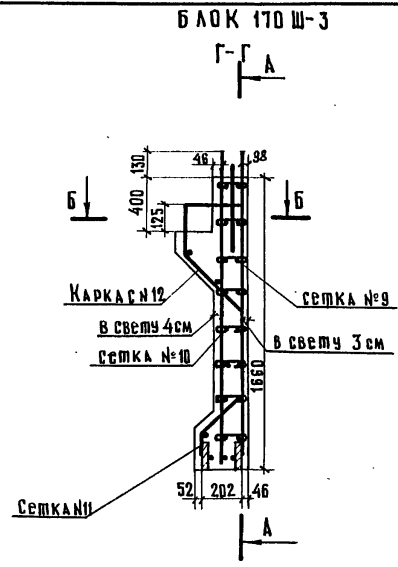 БЛОК 170 Ш-3
Г-Г
А
46
98
130
Б
Б
400
125
КАРКАС N12
СЕТКА №9
В СВЕТУ 4СМ
СЕТКА №10
В СВЕТУ 3 СМ
1660
СЕТКА N11
52 202 46
А